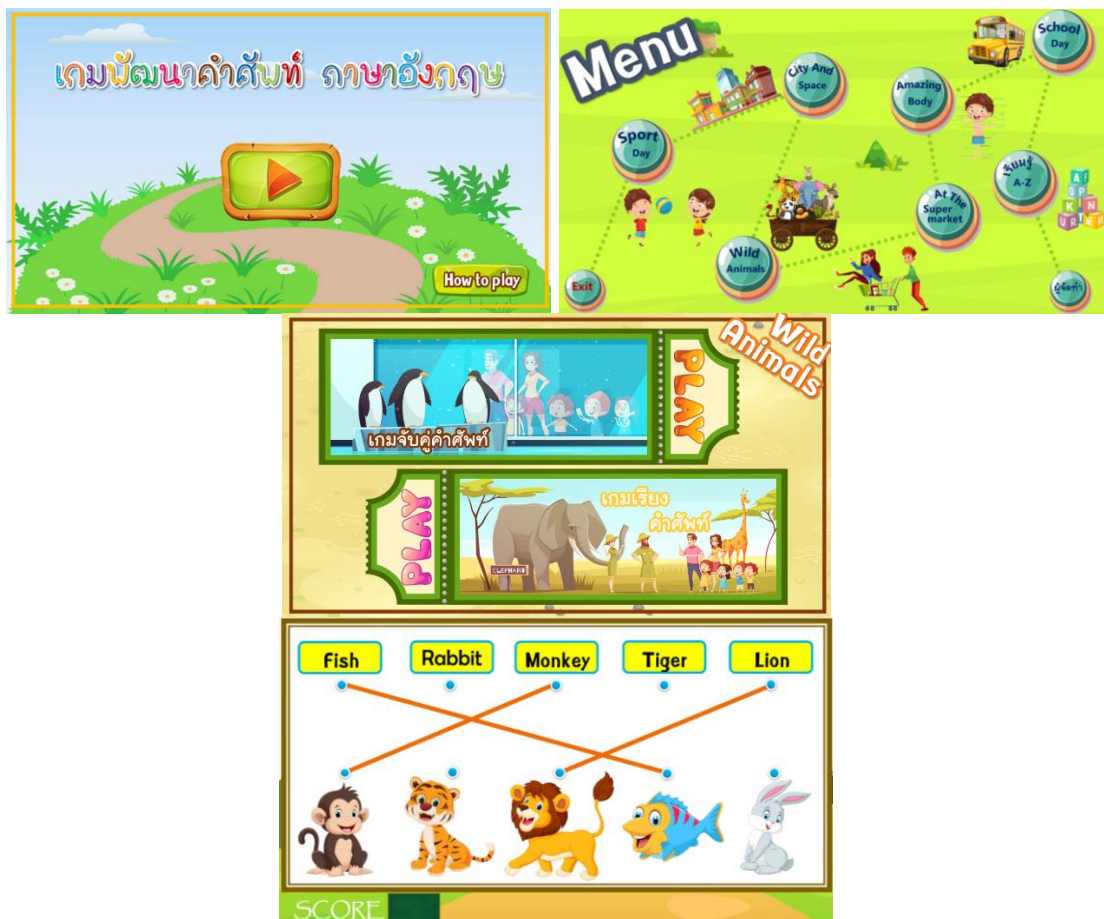 เกมพัฒนาคำศัพท์ ภาษาอังกฤษ
How to play
Menu
School
Day
City And
Space
Amazing
Body
Sport
Day
เรียนรู้
A-Z
At The
Super
market
Wild
Animals
Exit
ผู้จัดทำ
Wild
Animals
PLAY
เกมจับคู่คำศัพท์
PLAY
เกมเรียง
คำศัพท์
ELEPHANT
Fish
Rabbit
Monkey
Tiger
Lion
SCORE